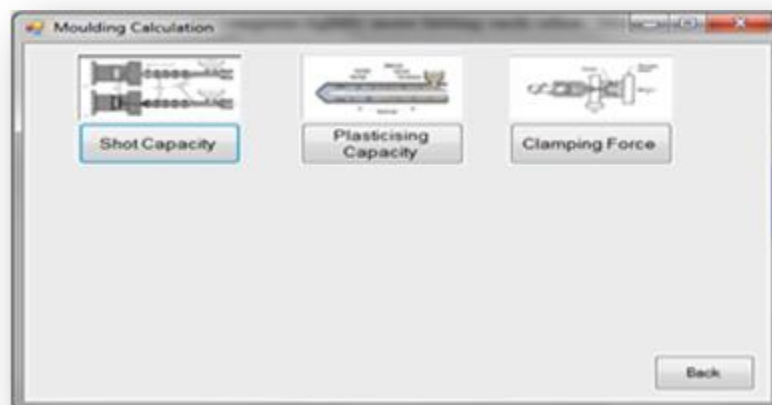 Moulding Calculation
Shot Capacity
Plasticising
Capacity
Clamping Force
Back